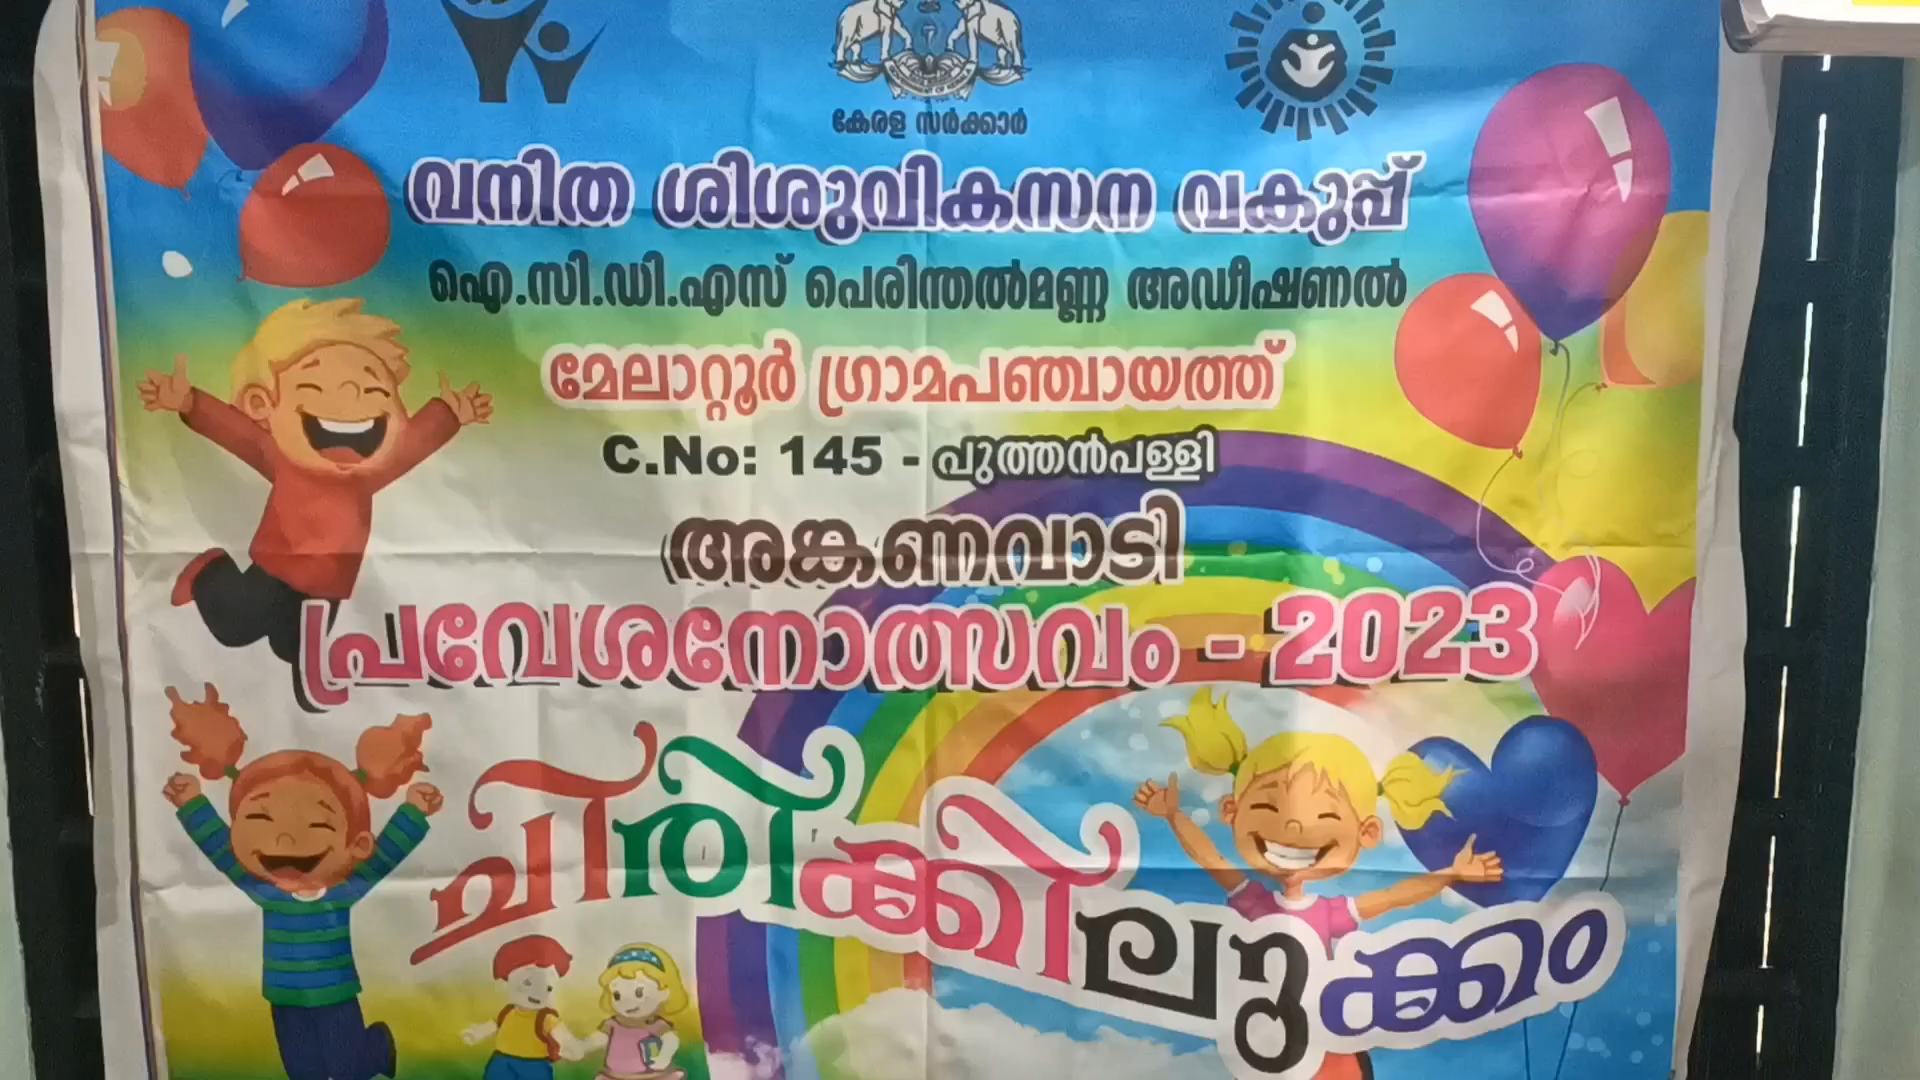 കേരള സർക്കാർ
വനിത ശിശുവികസന വകുപ്പ്
ഐ.സി.ഡി.എസ് പെരിന്തൽമണ്ണ അഡീഷണൽ
മേലാറ്റൂർ ഗ്രാമപഞ്ചായത്ത്
C.No: 145 - പുത്തൻപള്ളി
അങ്കണവാടി
പ്രവേശനോത്സവം - 2023
ചിരിക്കിലുക്കം